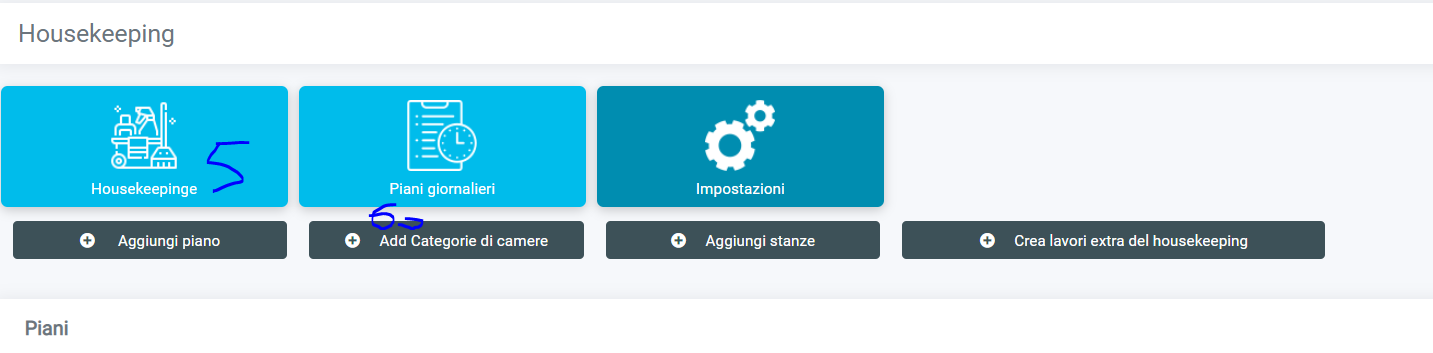 Housekeeping
Housekeepinge 5
Piani giornalieri
Impostazioni
Aggiungi piano
Add Categorie di camere
Aggiungi stanze
Crea lavori extra del housekeeping
Piani